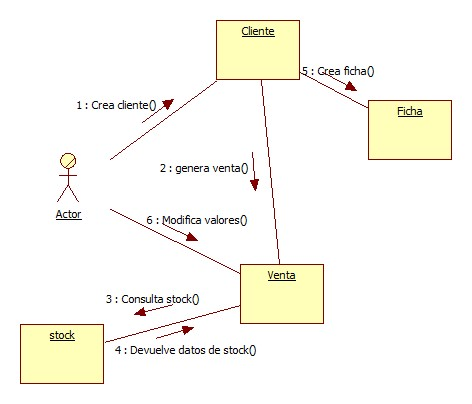 Cliente
5 : Crea ficha()
1 : Crea cliente()
Ficha
2 : genera venta()
Actor
6 : Modifica valores()
Venta
3 : Consulta stock()
stock
4 : Devuelve datos de stock()